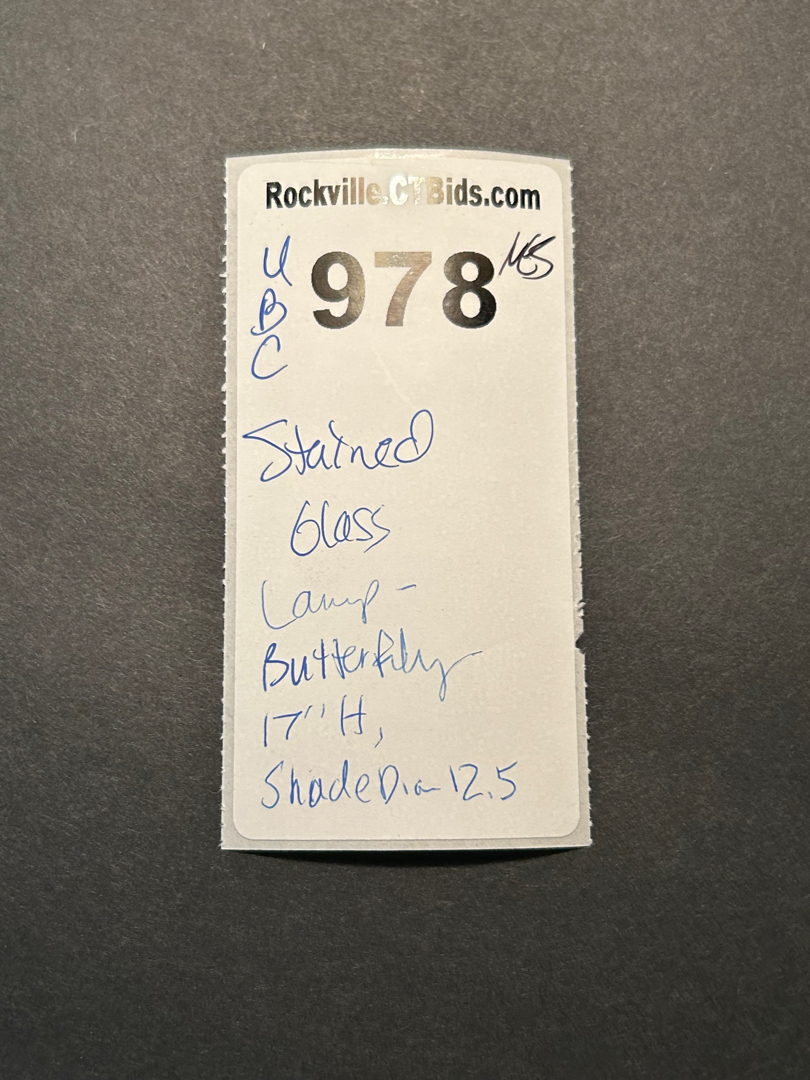 Rockville.CTBids.com
U
B
C
978
Stained
Glass
Lamp -
Butterfly
17" H,
Shade Dia 12.5